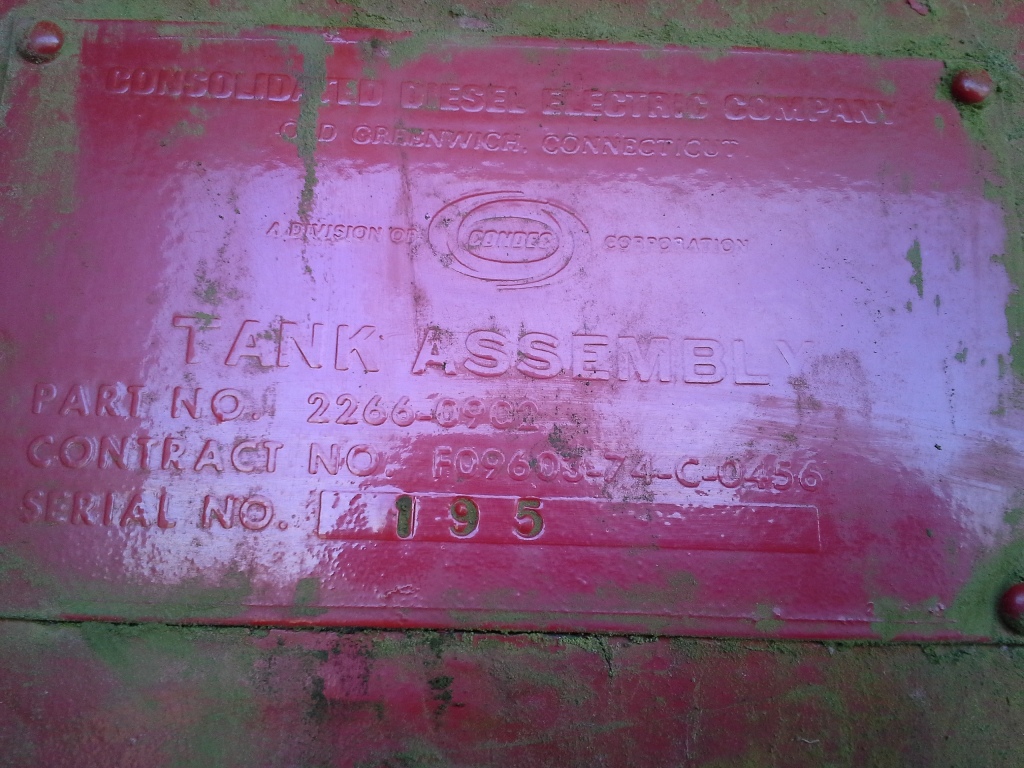 CONSOLIDATED DIESEL ELECTRIC COMPANY
OLD GREENWICH, CONNECTICUT
A DIVISION OF CONDEC CORPORATION
TANK ASSEMBLY
PART NO. 2266-0902
CONTRACT NO. F09603-74-C-0456
SERIAL NO. 195